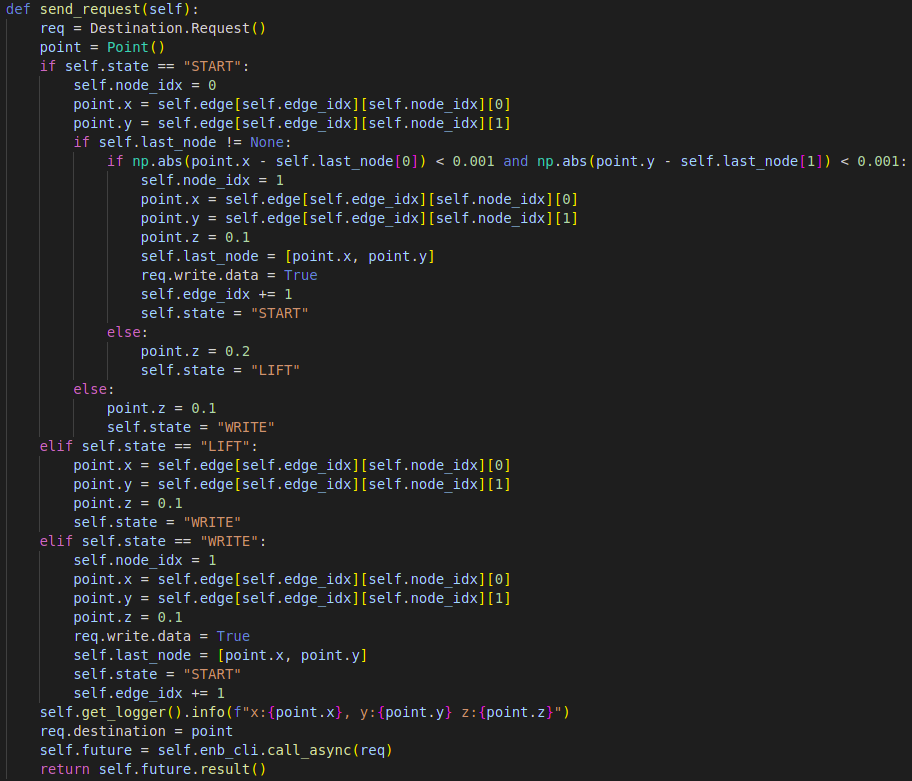 def send_request(self):
    req = Destination.Request()
    point = Point()
    if self.state == "START":
        self.node_idx = 0
        point.x = self.edge[self.edge_idx][self.node_idx][0]
        point.y = self.edge[self.edge_idx][self.node_idx][1]
        if self.last_node != None:
            if np.abs(point.x - self.last_node[0]) < 0.001 and np.abs(point.y - self.last_node[1]) < 0.001:
                self.node_idx = 1
                point.x = self.edge[self.edge_idx][self.node_idx][0]
                point.y = self.edge[self.edge_idx][self.node_idx][1]
                point.z = 0.1
                self.last_node = [point.x, point.y]
                req.write.data = True
                self.edge_idx += 1
                self.state = "START"
            else:
                point.z = 0.2
                self.state = "LIFT"
        else:
            point.z = 0.1
            self.state = "WRITE"
    elif self.state == "LIFT":
        point.x = self.edge[self.edge_idx][self.node_idx][0]
        point.y = self.edge[self.edge_idx][self.node_idx][1]
        point.z = 0.1
        self.state = "WRITE"
    elif self.state == "WRITE":
        self.node_idx = 1
        point.x = self.edge[self.edge_idx][self.node_idx][0]
        point.y = self.edge[self.edge_idx][self.node_idx][1]
        point.z = 0.1
        req.write.data = True
        self.last_node = [point.x, point.y]
        self.state = "START"
        self.edge_idx += 1
    self.get_logger().info(f"x:{point.x}, y:{point.y} z:{point.z}")
    req.destination = point
    self.future = self.enb_cli.call_async(req)
    return self.future.result()